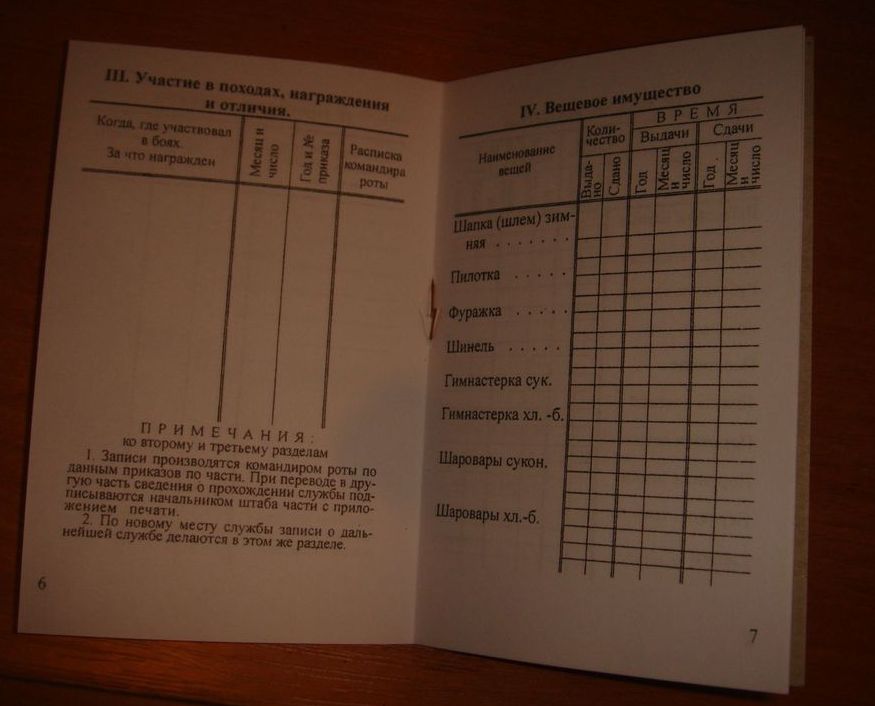 III. Участие в походах, награждения
и отличия.
Когда, где участвовал
в боях.
За что награжден
Месяц и
число
Год и №
приказа
Расписка
командира
роты
П Р И М Е Ч А Н И Я :
ко второму и третьему разделам
1. Записи производятся командиром роты по
данным приказов по части. При переводе в дру-
гую часть сведения о прохождении службы под-
писываются начальником штаба части с прило-
жением печати.
2. По новому месту службы записи о даль-
нейшей службе делаются в этом же разделе.
6
IV. Вещевое имущество
Наименование
вещей
Коли-
чество
В Р Е М Я
Выдачи
Сдачи
Выда-
но
Сдано
Год
Месяц
и
число
Год
Месяц
и
число
Шапка (шлем) зим-
няя . . . . . . .
Пилотка . . . . .
Фуражка . . . . .
Шинель . . . . .
Гимнастерка сук.
Гимнастерка хл. -б.
Шаровары сукон.
Шаровары хл.-б.
7